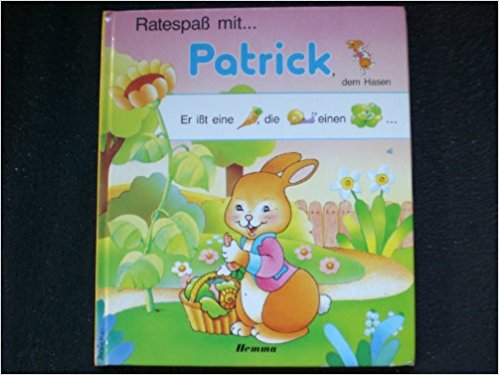 Ratespaß mit...
Patrick,
dem Hasen
Er ißt eine , die einen ...
Hemma